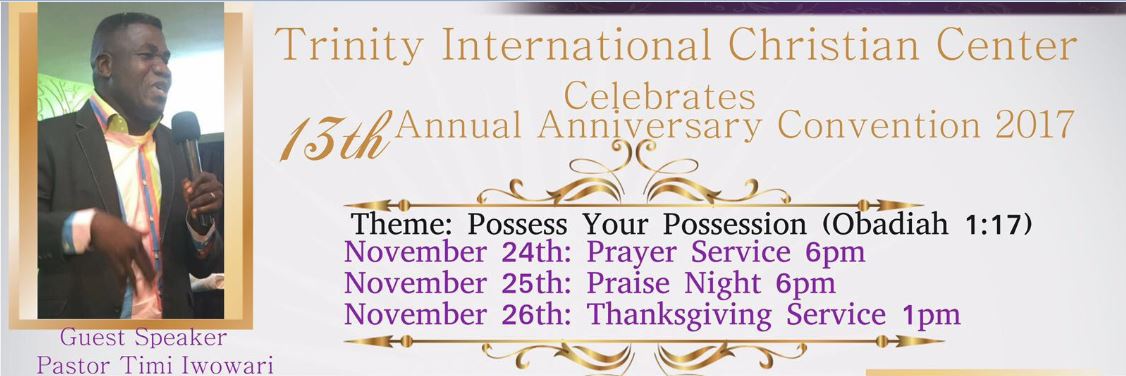 Trinity International Christian Center
Celebrates
13th Annual Anniversary Convention 2017
Theme: Possess Your Possession (Obadiah 1:17)
November 24th: Prayer Service 6pm
November 25th: Praise Night 6pm
November 26th: Thanksgiving Service 1pm
Guest Speaker
Pastor Timi Iwowari